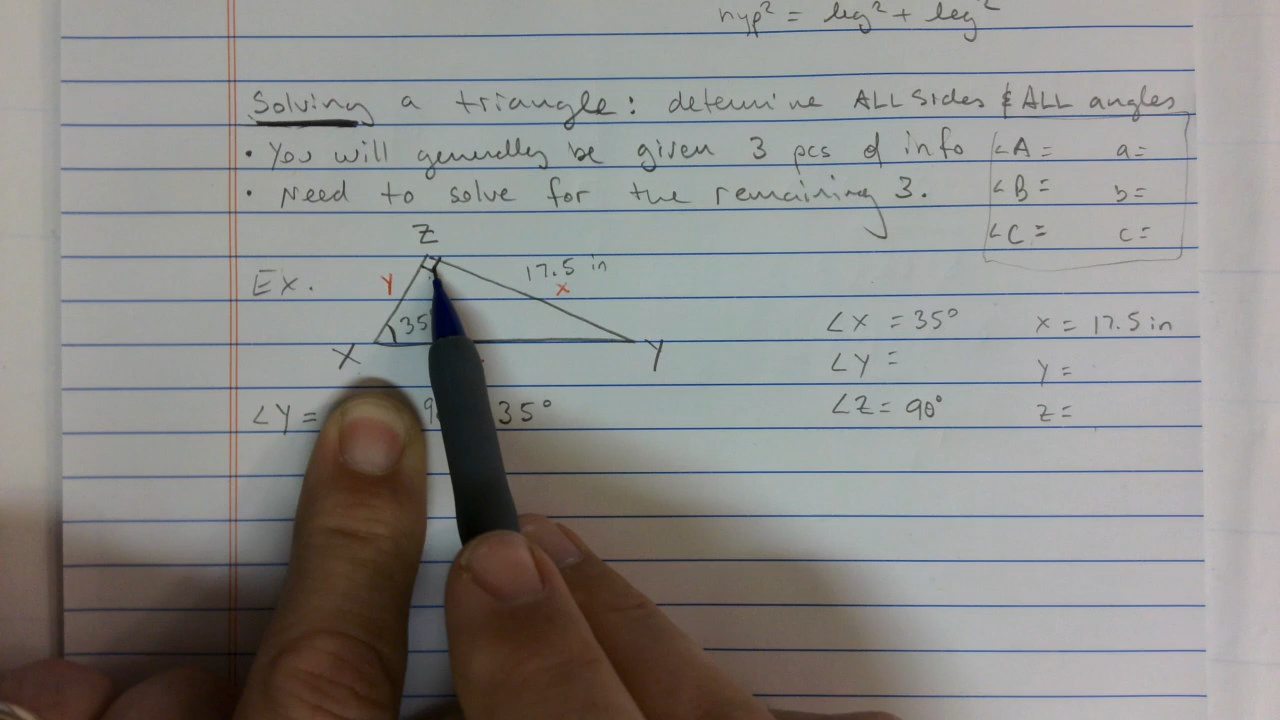 hyp² = leg² + leg²
Solving a triangle: determine ALL sides & ALL angles
• You will generally be given 3 pcs of info
• Need to solve for the remaining 3.
∠A = a=
∠B = b=
∠C = c=
Z
Ex. y 17.5 in
x
35
X Y
∠X = 35° x = 17.5 in
∠Y = y =
∠Z = 90° z =
∠Y = 35°